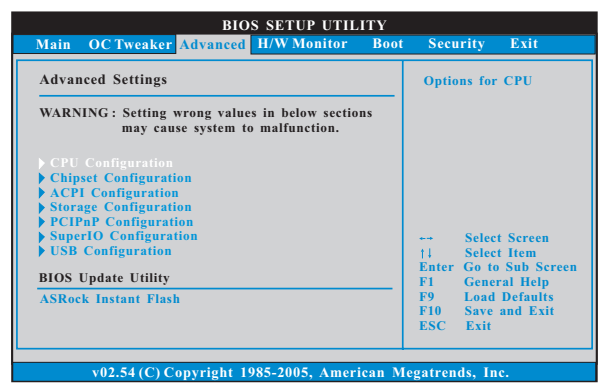 BIOS SETUP UTILITY
Main OC Tweaker Advanced H/W Monitor Boot Security Exit
Advanced Settings
WARNING : Setting wrong values in below sections
may cause system to malfunction.
CPU Configuration
Chipset Configuration
ACPI Configuration
Storage Configuration
PCIPnP Configuration
SuperIO Configuration
USB Configuration
BIOS Update Utility
ASRock Instant Flash
Options for CPU
←→ Select Screen
↑↓ Select Item
Enter Go to Sub Screen
F1 General Help
F9 Load Defaults
F10 Save and Exit
ESC Exit
v02.54 (C) Copyright 1985-2005, American Megatrends, Inc.